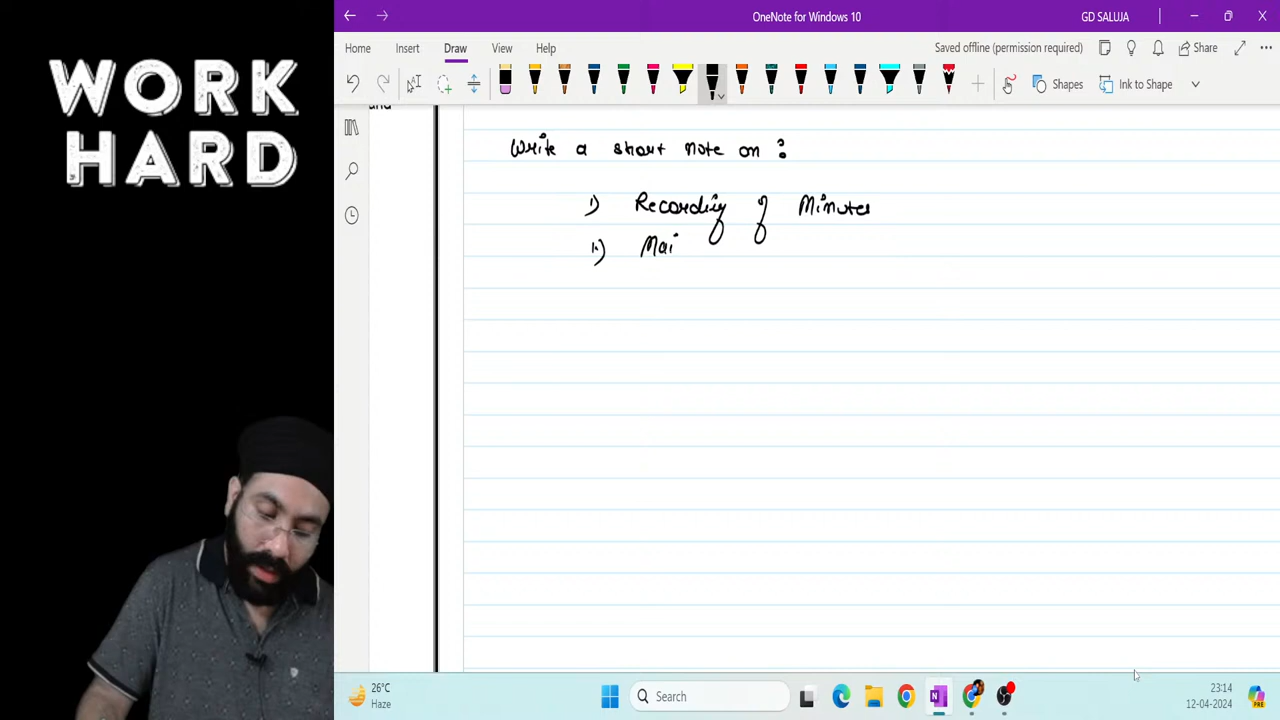 OneNote for Windows 10
GD SALUJA
Home Insert Draw View Help
Saved offline (permission required)
Share
Shapes
Ink to Shape
and
WORK
HARD
Write a short note on :
i) Recording of Minutes
ii) Mai
26°C
Haze
Search
23:14
12-04-2024
PRE